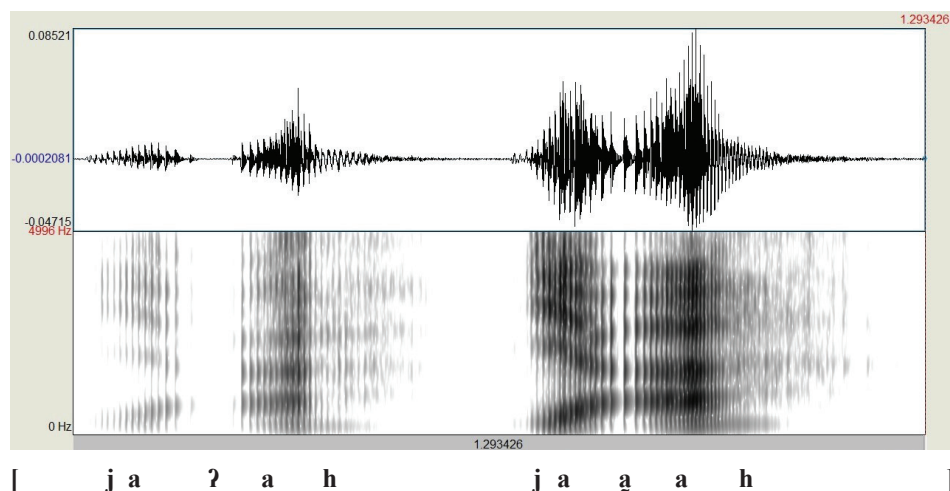 1.293426
0.08521
-0.0002081
-0.04715
4996 Hz
0 Hz
1.293426
[ j a ʔ a h j a a̰ a h ]